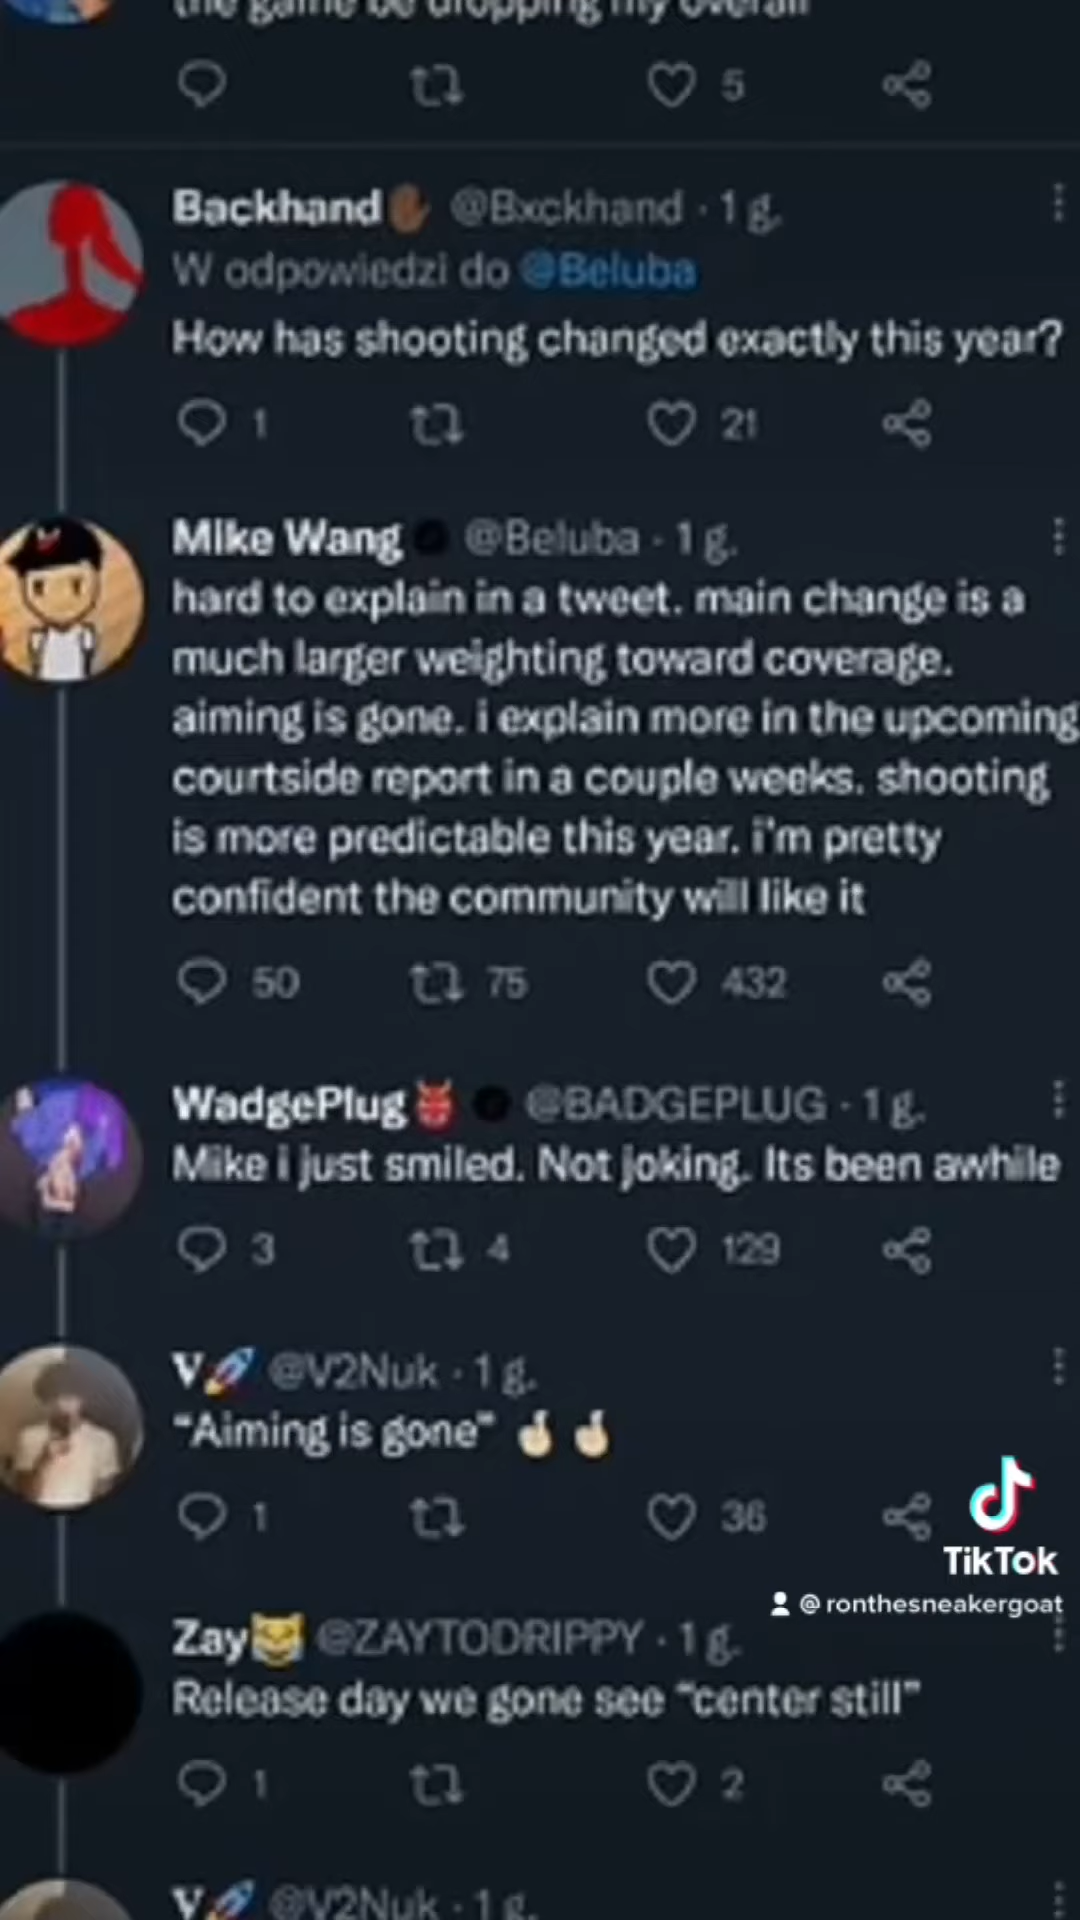 the game be dropping my overall
5
Backhand @Bxckhand · 1 g.
W odpowiedzi do @Beluba
How has shooting changed exactly this year?
1 21
Mike Wang @Beluba · 1 g.
hard to explain in a tweet. main change is a
much larger weighting toward coverage.
aiming is gone. i explain more in the upcoming
courtside report in a couple weeks. shooting
is more predictable this year. i'm pretty
confident the community will like it
50 75 432
WadgePlug @BADGEPLUG · 1 g.
Mike i just smiled. Not joking. Its been awhile
3 4 129
V @V2Nuk · 1 g.
“Aiming is gone”
1 36
TikTok
@ ronthesneakergoat
Zay @ZAYTODRIPPY · 1 g.
Release day we gone see “center still”
1 2
V @V2Nuk · 1 g.